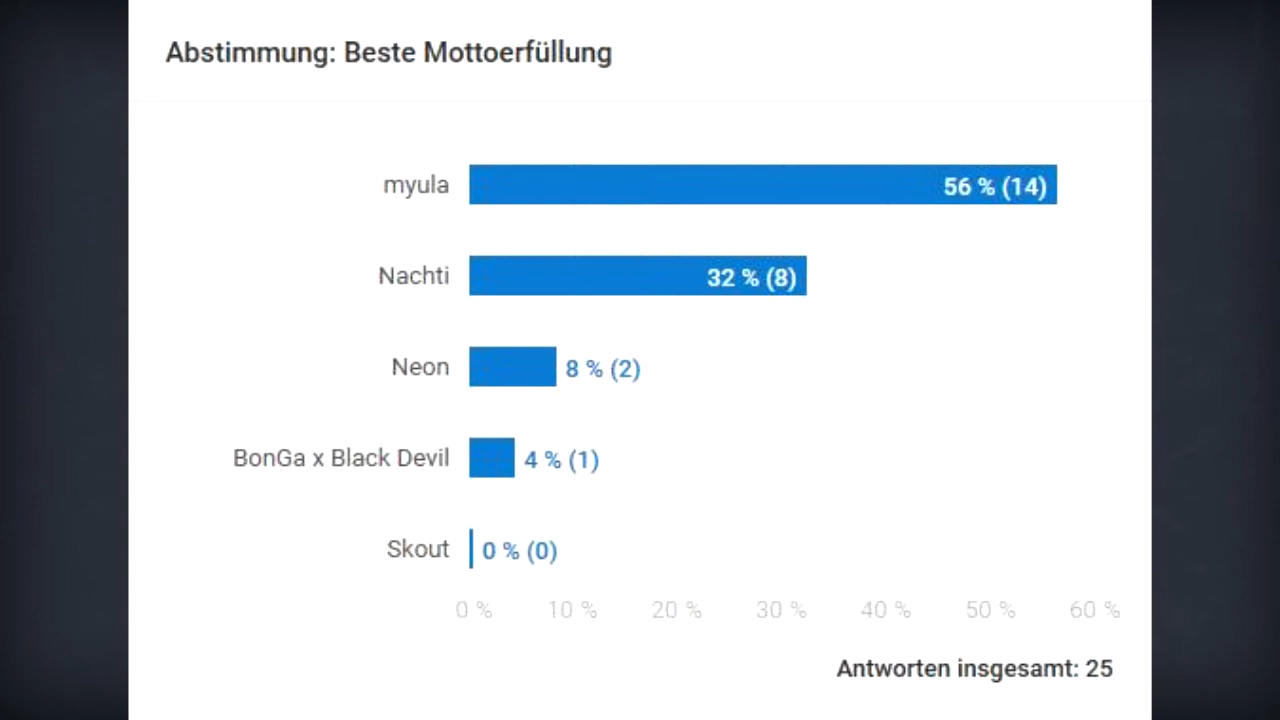 Abstimmung: Beste Mottoerfüllung
myula 56 % (14)
Nachti 32 % (8)
Neon 8 % (2)
BonGa x Black Devil 4 % (1)
Skout 0 % (0)
0 % 10 % 20 % 30 % 40 % 50 % 60 %
Antworten insgesamt: 25